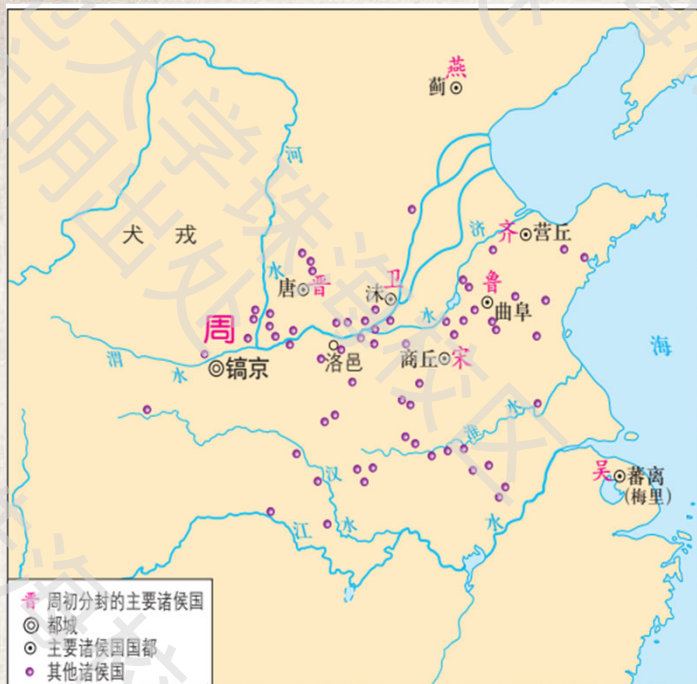 燕
蓟
河
犬 戎
济
齐 营丘
水
唐 晋
卫
沬
鲁
曲阜
水
周
渭
水
镐京
洛邑
商丘 宋
海
淮
水
汉
水
江
水
吴 蕃离
(梅里)
晋 周初分封的主要诸侯国
都城
主要诸侯国国都
其他诸侯国